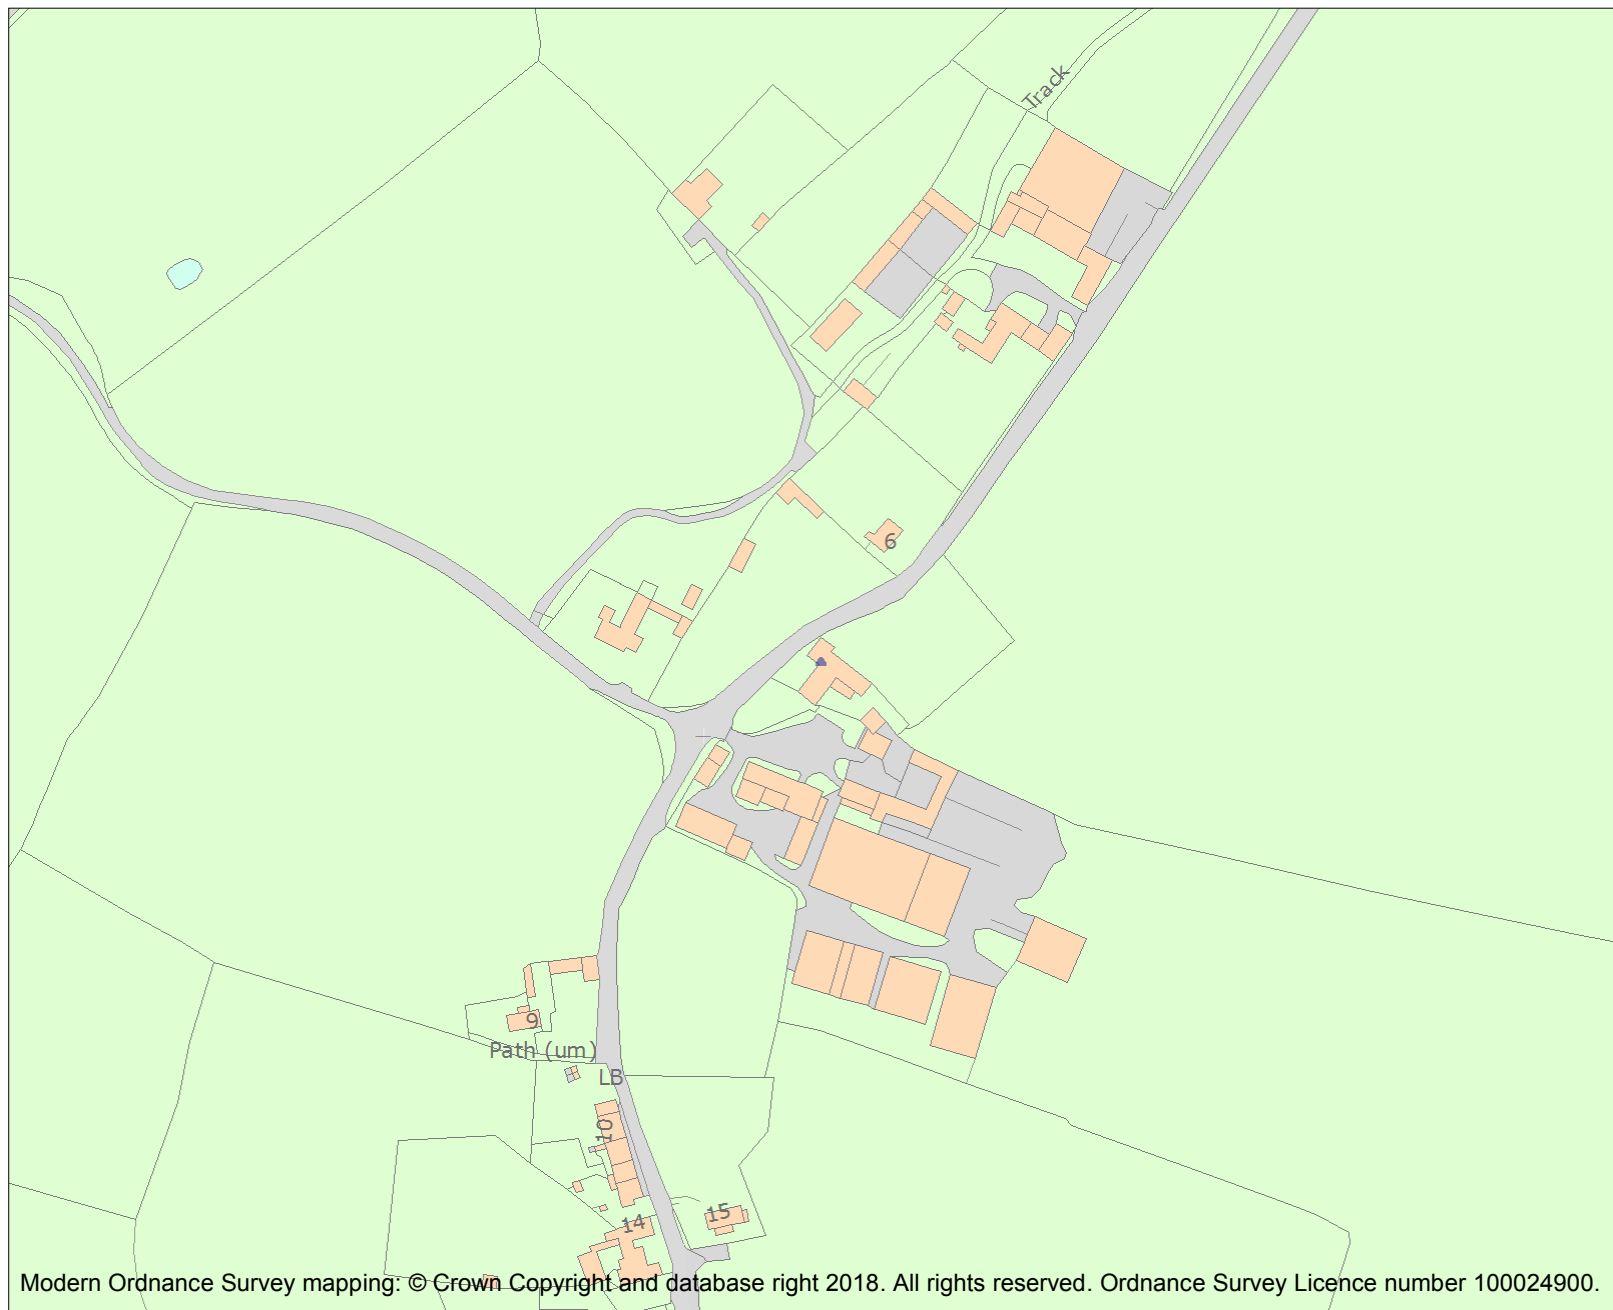 Track
6
9
Path (um)
LB
10
15
14
Modern Ordnance Survey mapping: © Crown Copyright and database right 2018. All rights reserved. Ordnance Survey Licence number 100024900.